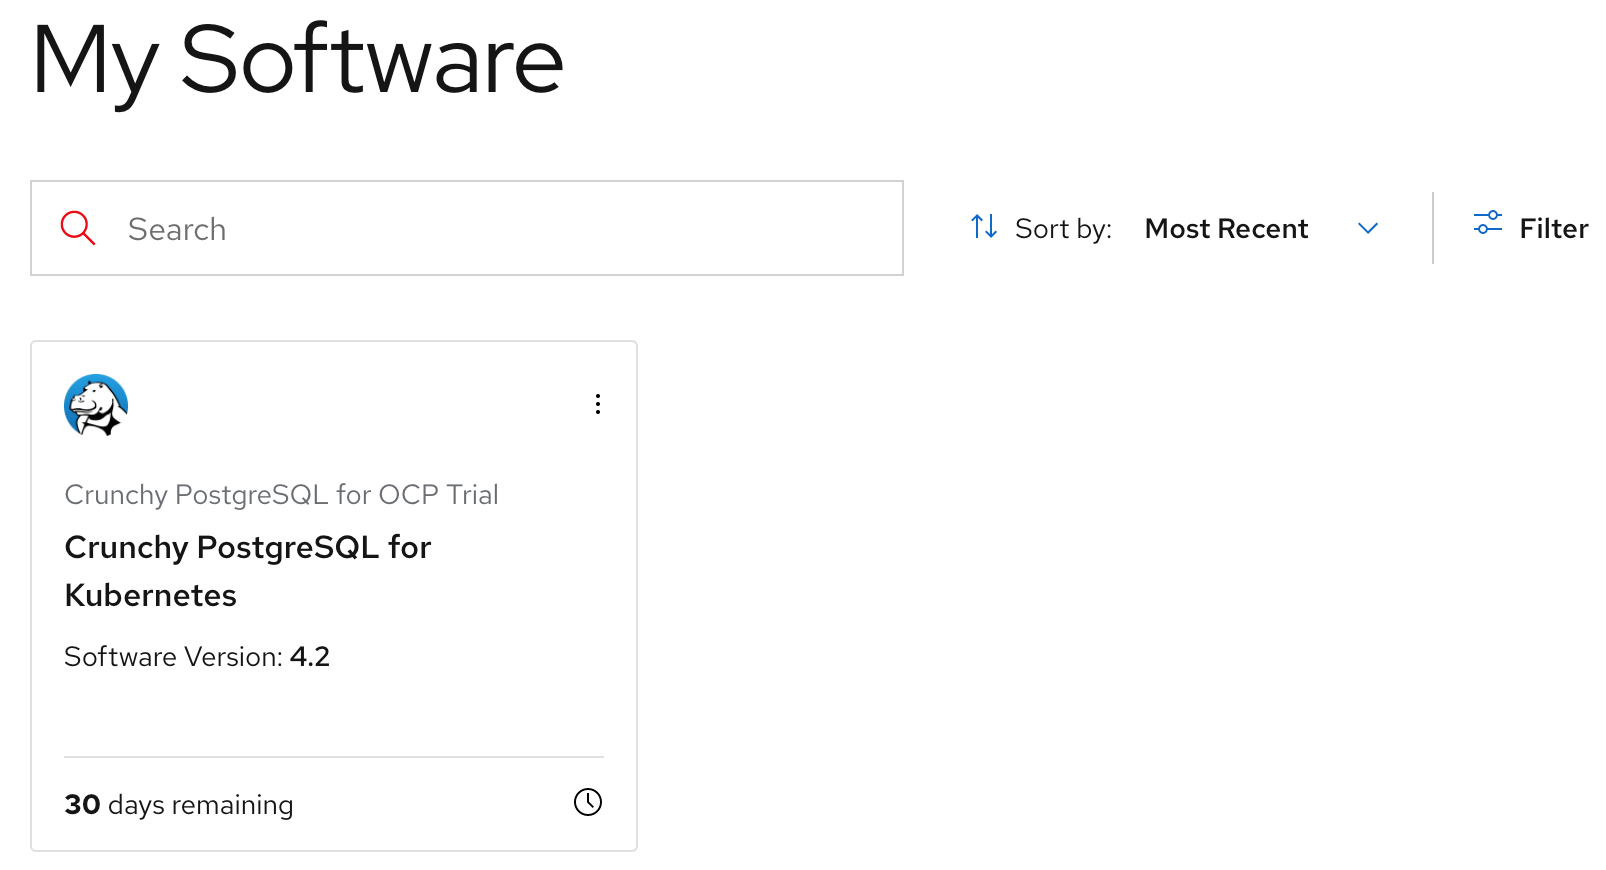 My Software
Search
Sort by: Most Recent
Filter
Crunchy PostgreSQL for OCP Trial
Crunchy PostgreSQL for
Kubernetes
Software Version: 4.2
30 days remaining